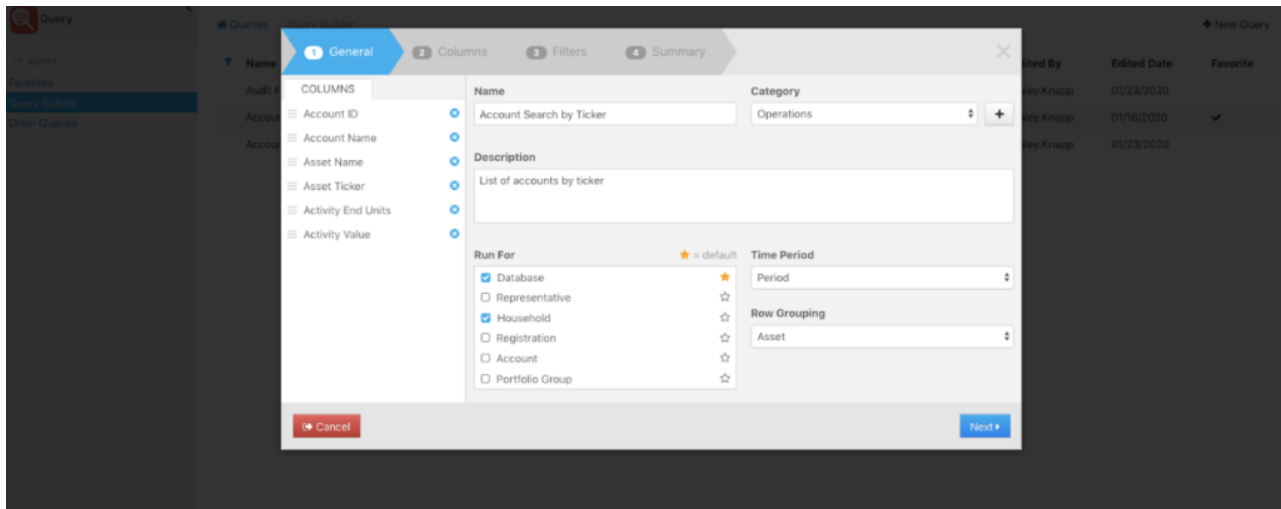 Query
Queries Query Builder
+ New Query
QUERY
Favorites
Query Builder
Orion Queries
Name
Edited Date
Favorite
01/23/2020
01/16/2020
01/23/2020
1 General
2 Columns
3 Filters
4 Summary
COLUMNS
Account ID
Account Name
Asset Name
Asset Ticker
Activity End Units
Activity Value
Name
Category
Account Search by Ticker
Operations
Description
List of accounts by ticker
Run For
= default
Time Period
Database
Period
Representative
Household
Row Grouping
Registration
Asset
Account
Portfolio Group
Cancel
Next